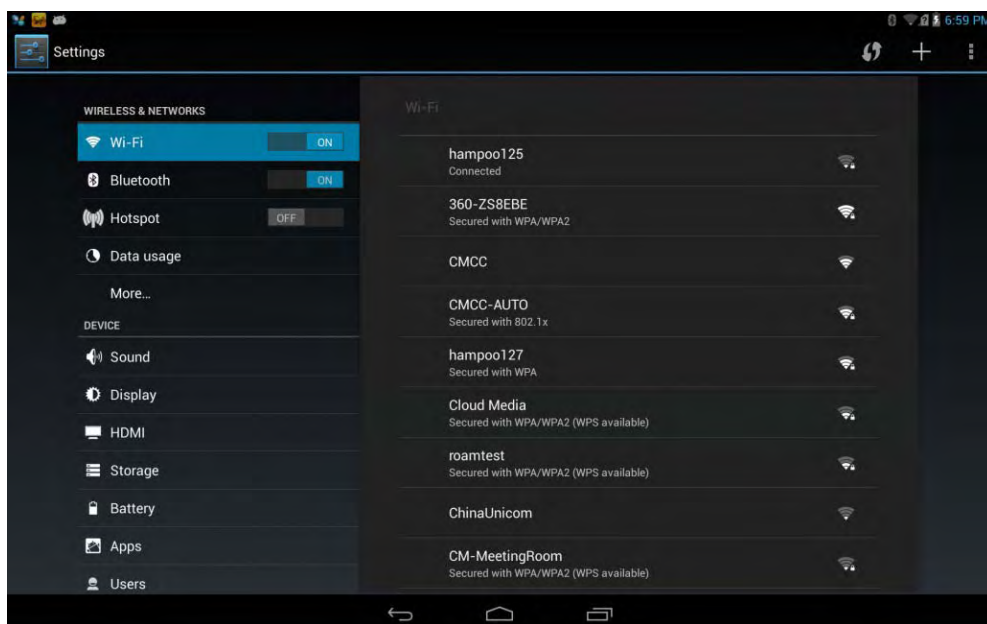 6:59 PM
Settings
WIRELESS & NETWORKS
Wi-Fi ON
Bluetooth ON
Hotspot OFF
Data usage
More...
DEVICE
Sound
Display
HDMI
Storage
Battery
Apps
Users
Wi-Fi
hampoo125
Connected
360-ZS8EBE
Secured with WPA/WPA2
CMCC
CMCC-AUTO
Secured with 802.1x
hampoo127
Secured with WPA
Cloud Media
Secured with WPA/WPA2 (WPS available)
roamtest
Secured with WPA/WPA2 (WPS available)
ChinaUnicom
CM-MeetingRoom
Secured with WPA/WPA2 (WPS available)